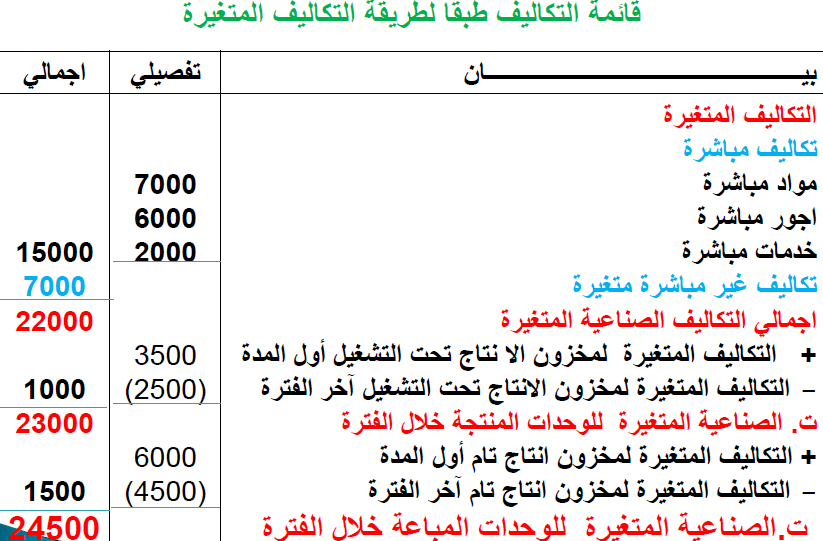 قائمة التكاليف طبقا لطريقة التكاليف المتغيرة
بيــــــــــــــــــــــــــــــــان تفصيلي اجمالي
التكاليف المتغيرة
تكاليف مباشرة
مواد مباشرة 7000
اجور مباشرة 6000
خدمات مباشرة 2000 15000
تكاليف غير مباشرة متغيرة 7000
اجمالي التكاليف الصناعية المتغيرة 22000
+ التكاليف المتغيرة لمخزون الا نتاج تحت التشغيل أول المدة 3500
– التكاليف المتغيرة لمخزون الانتاج تحت التشغيل آخر الفترة (2500) 1000
ت. الصناعية المتغيرة للوحدات المنتجة خلال الفترة 23000
+ التكاليف المتغيرة لمخزون انتاج تام أول المدة 6000
– التكاليف المتغيرة لمخزون انتاج تام آخر الفترة (4500) 1500
ت.الصناعية المتغيرة للوحدات المباعة خلال الفترة 24500